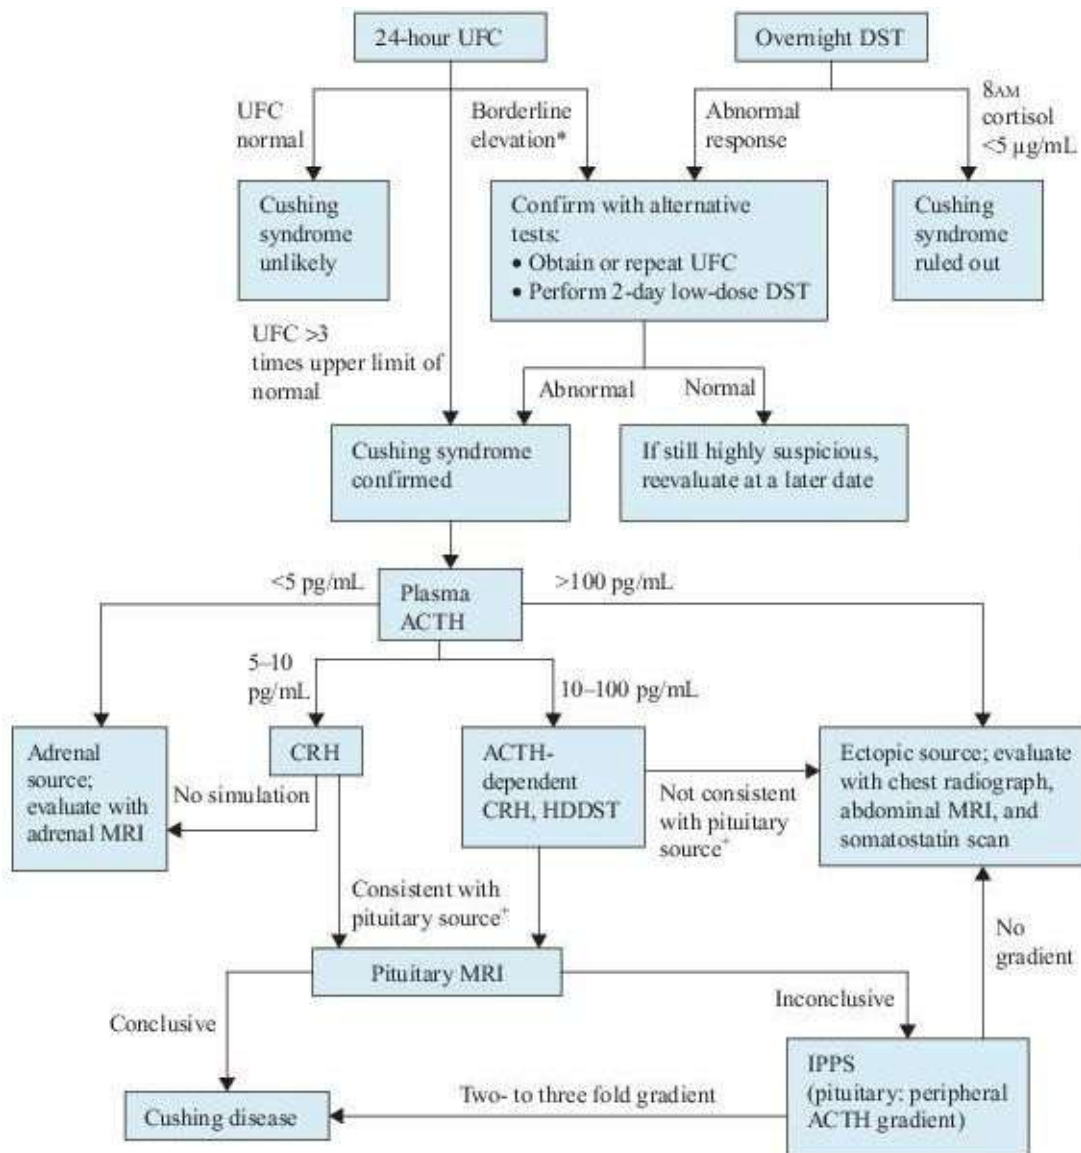 24-hour UFC
Overnight DST
UFC
normal
Borderline
elevation*
Abnormal
response
8AM
cortisol
<5 µg/mL
Cushing
syndrome
unlikely
Confirm with alternative
tests:
• Obtain or repeat UFC
• Perform 2-day low-dose DST
Cushing
syndrome
ruled out
UFC >3
times upper limit of
normal
Abnormal
Normal
Cushing syndrome
confirmed
If still highly suspicious,
reevaluate at a later date
<5 pg/mL
Plasma
ACTH
>100 pg/mL
5–10
pg/mL
10–100 pg/mL
Adrenal
source;
evaluate with
adrenal MRI
No simulation
CRH
ACTH-
dependent
CRH, HDDST
Not consistent
with pituitary
source+
Ectopic source; evaluate
with chest radiograph,
abdominal MRI, and
somatostatin scan
Consistent with
pituitary source+
No
gradient
Pituitary MRI
Conclusive
Inconclusive
Cushing disease
Two- to three fold gradient
IPPS
(pituitary: peripheral
ACTH gradient)